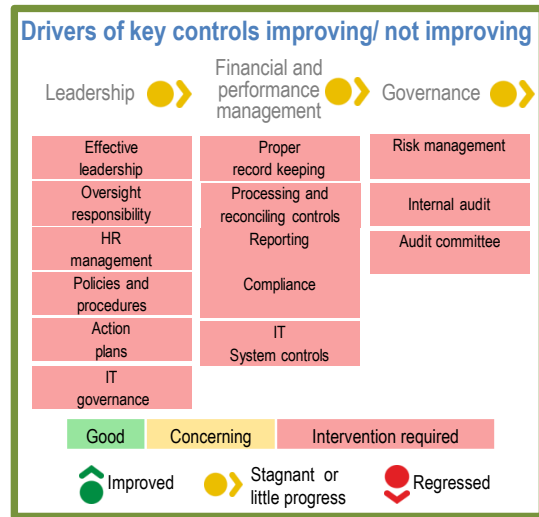 Drivers of key controls improving/ not improving
Leadership
Financial and
performance
management
Governance
Effective
leadership
Oversight
responsibility
HR
management
Policies and
procedures
Action
plans
IT
governance
Proper
record keeping
Processing and
reconciling controls
Reporting
Compliance
IT
System controls
Risk management
Internal audit
Audit committee
Good
Concerning
Intervention required
Improved
Stagnant or
little progress
Regressed